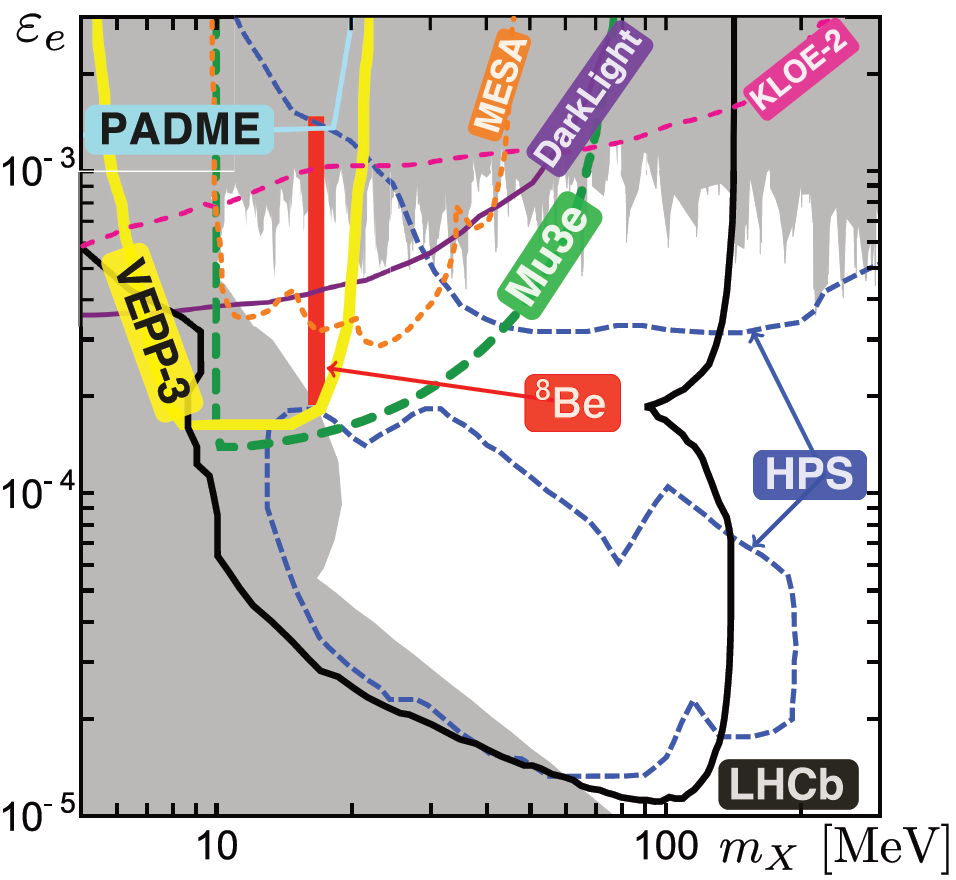 εₑ
MESA
DarkLight
KLOE-2
PADME
10⁻³
VEPP-3
Mu3e
⁸Be
HPS
10⁻⁴
LHCb
10⁻⁵
10
100
m_X [MeV]